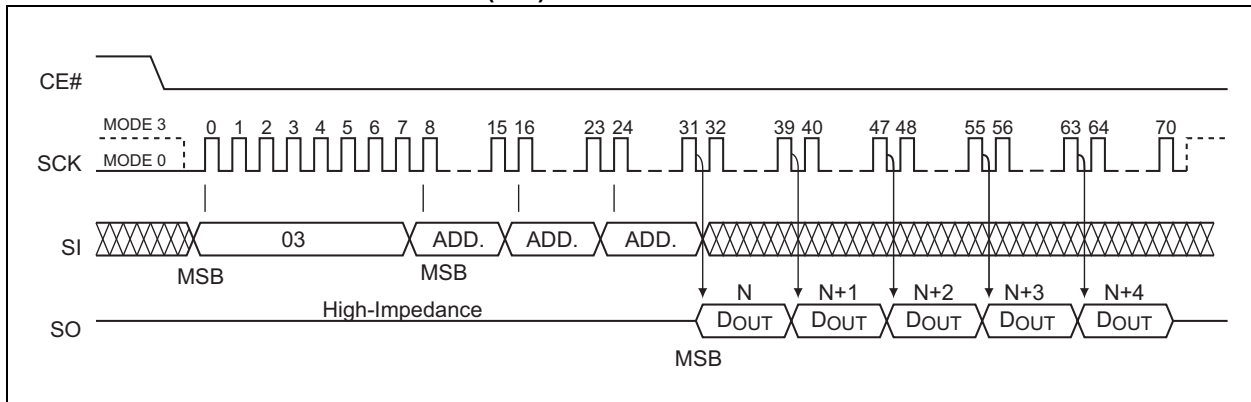 CE#
MODE 3
0 1 2 3 4 5 6 7 8 15 16 23 24 31 32 39 40 47 48 55 56 63 64 70
SCK
MODE 0
SI
03 ADD. ADD. ADD.
MSB MSB
N N+1 N+2 N+3 N+4
High-Impedance
SO
DOUT DOUT DOUT DOUT DOUT
MSB